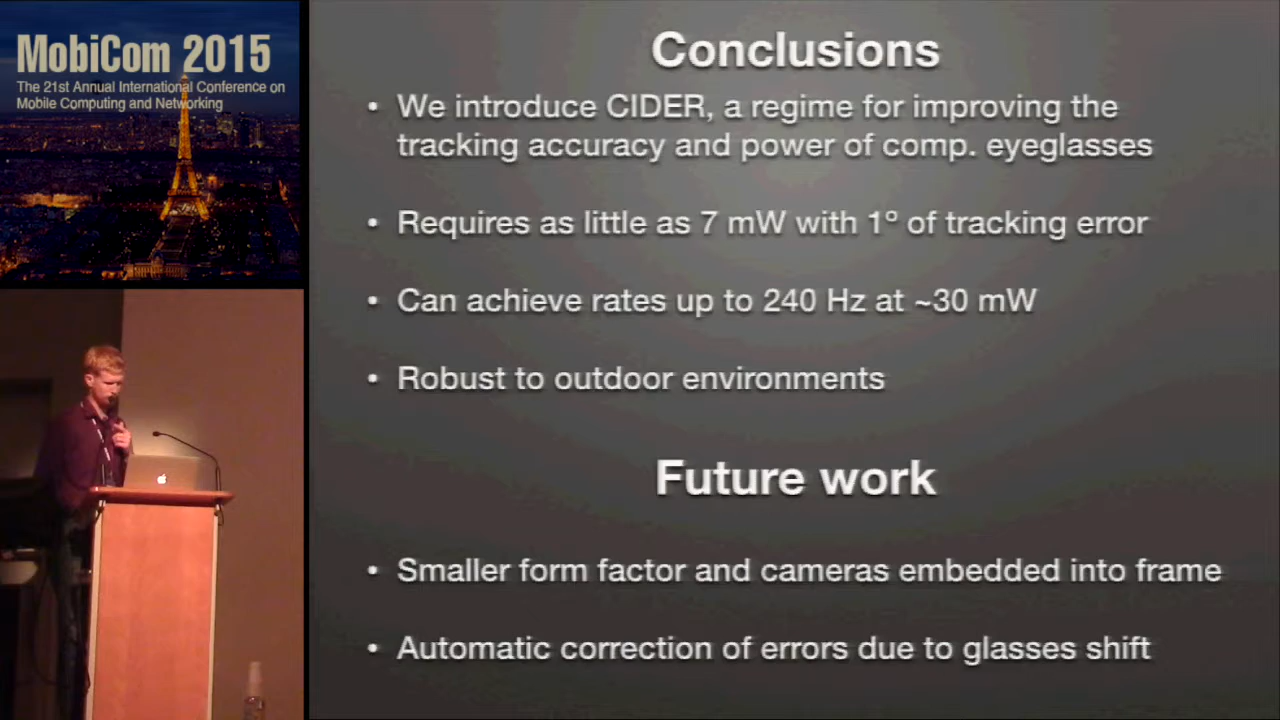 MobiCom 2015
The 21st Annual International Conference on
Mobile Computing and Networking
Conclusions
• We introduce CIDER, a regime for improving the
tracking accuracy and power of comp. eyeglasses
• Requires as little as 7 mW with 1º of tracking error
• Can achieve rates up to 240 Hz at ~30 mW
• Robust to outdoor environments
Future work
• Smaller form factor and cameras embedded into frame
• Automatic correction of errors due to glasses shift